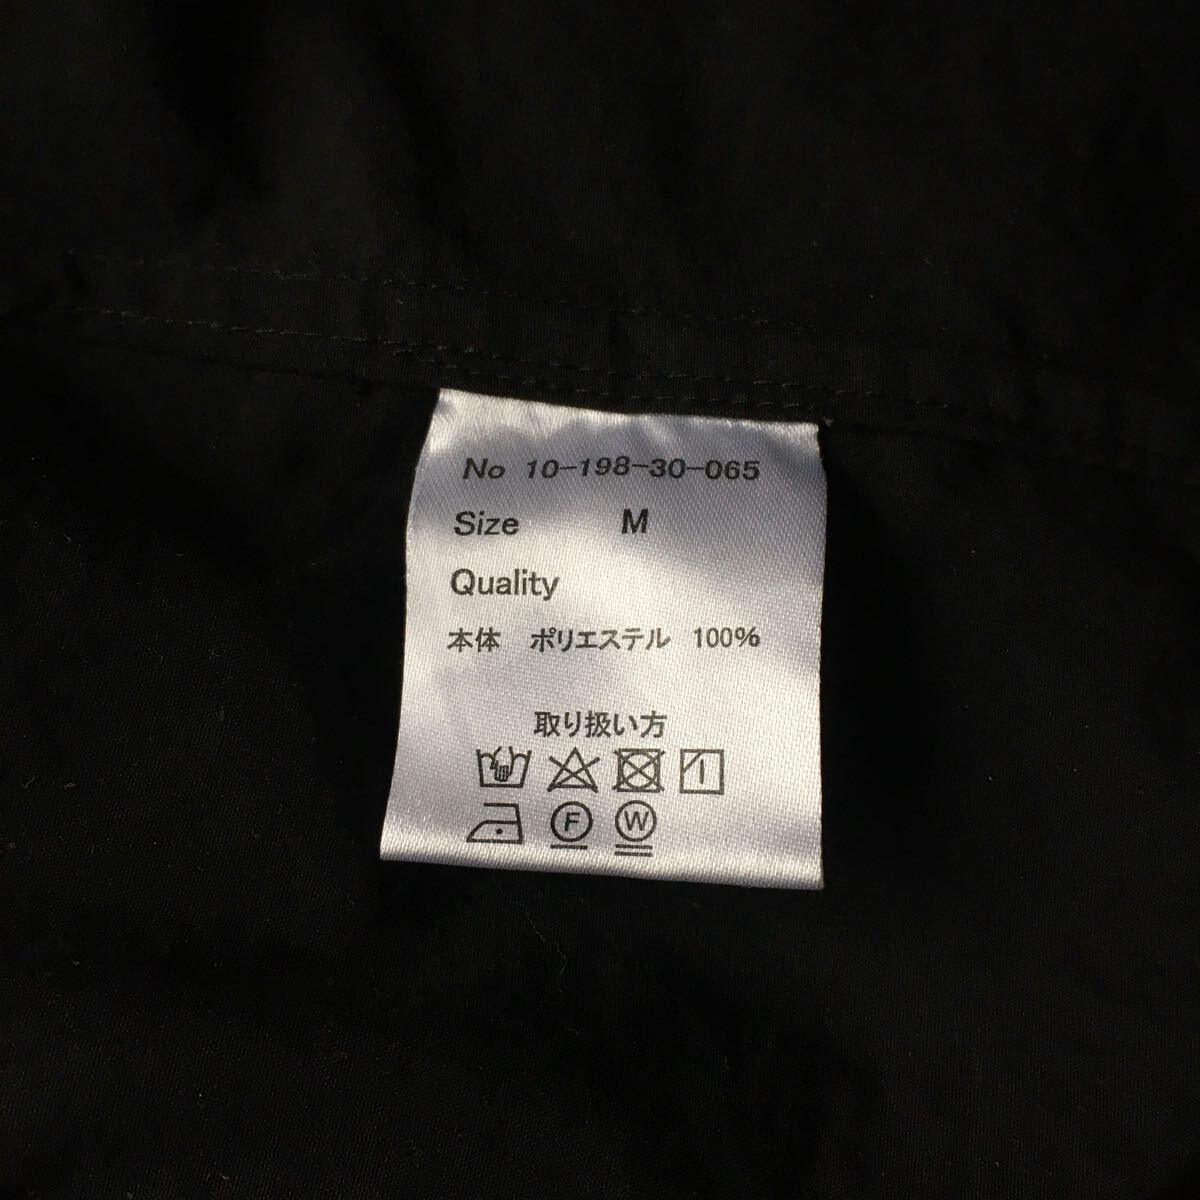 No 10-198-30-065
Size M
Quality
本体 ポリエステル 100%
取り扱い方
F W